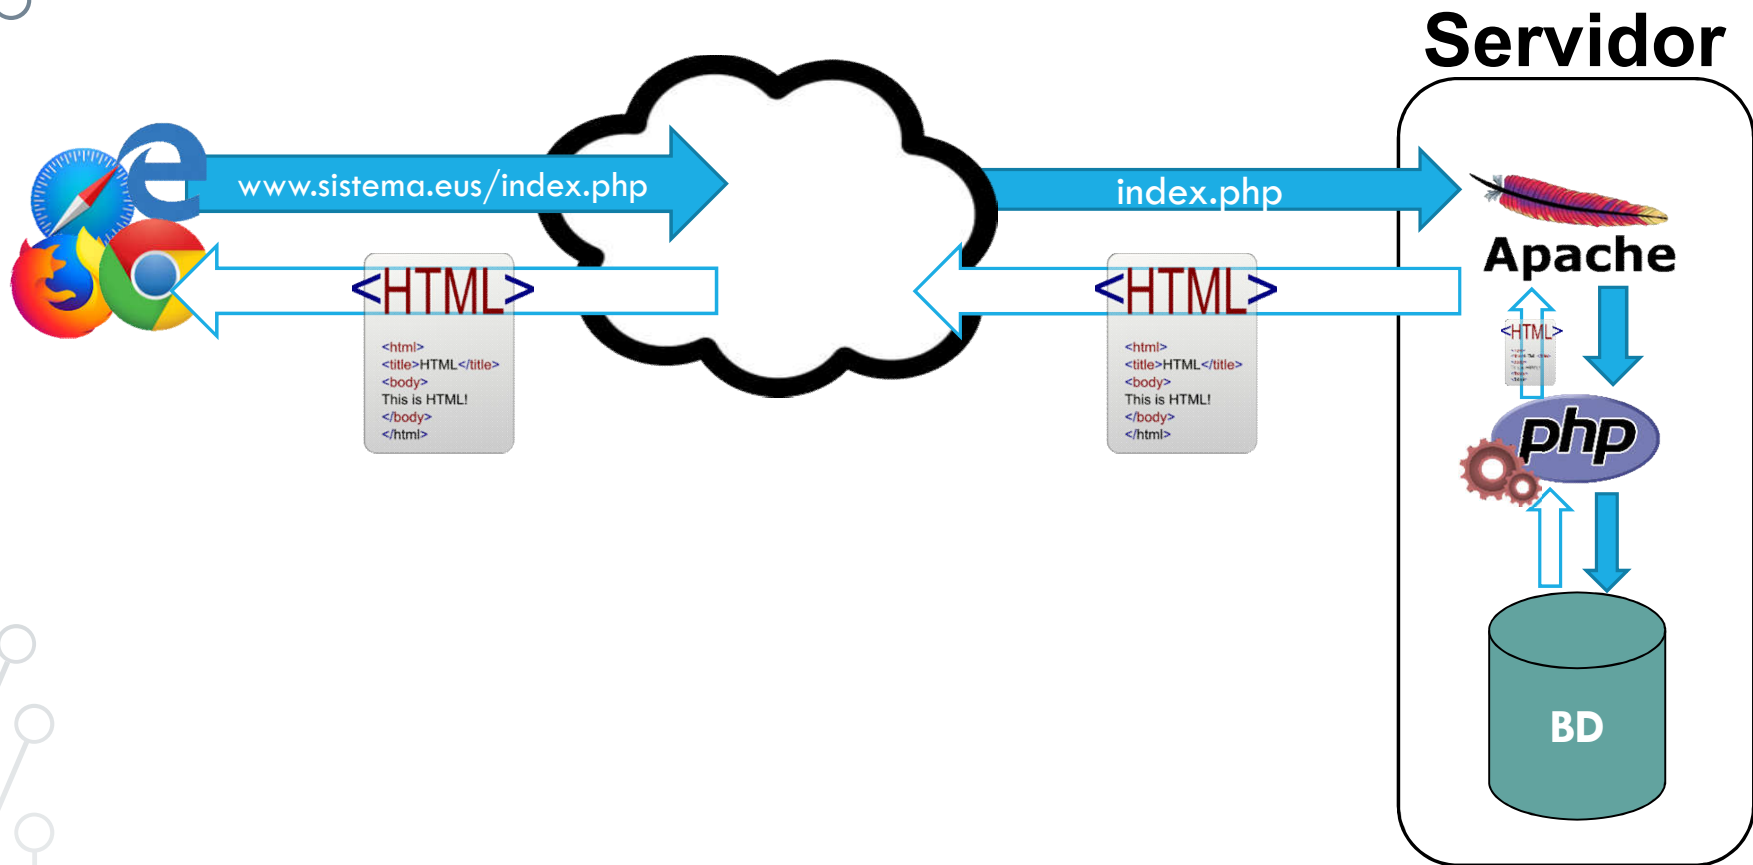 Servidor
www.sistema.eus/index.php
index.php
Apache
<HTML>
<html>
<title>HTML</title>
<body>
This is HTML!
</body>
</html>
<HTML>
<html>
<title>HTML</title>
<body>
This is HTML!
</body>
</html>
<HTML>
php
BD